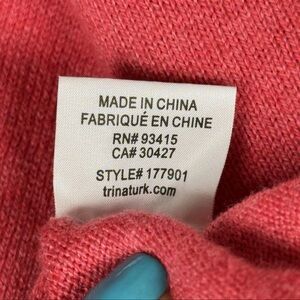 MADE IN CHINA
FABRIQUÉ EN CHINE
RN# 93415
CA# 30427
STYLE# 177901
trinaturk.com